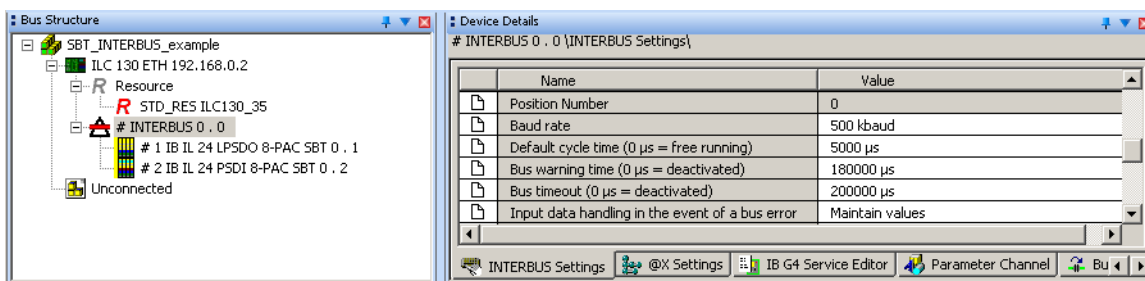 Bus Structure
SBT_INTERBUS_example
ILC 130 ETH 192.168.0.2
R Resource
R STD_RES ILC130_35
# INTERBUS 0 . 0
# 1 IB IL 24 LPSDO 8-PAC SBT 0 . 1
# 2 IB IL 24 PSDI 8-PAC SBT 0 . 2
Unconnected
Device Details
# INTERBUS 0 . 0 \INTERBUS Settings\
Name Value
Position Number 0
Baud rate 500 kbaud
Default cycle time (0 µs = free running) 5000 µs
Bus warning time (0 µs = deactivated) 180000 µs
Bus timeout (0 µs = deactivated) 200000 µs
Input data handling in the event of a bus error Maintain values
INTERBUS Settings @X Settings IB G4 Service Editor Parameter Channel Bu